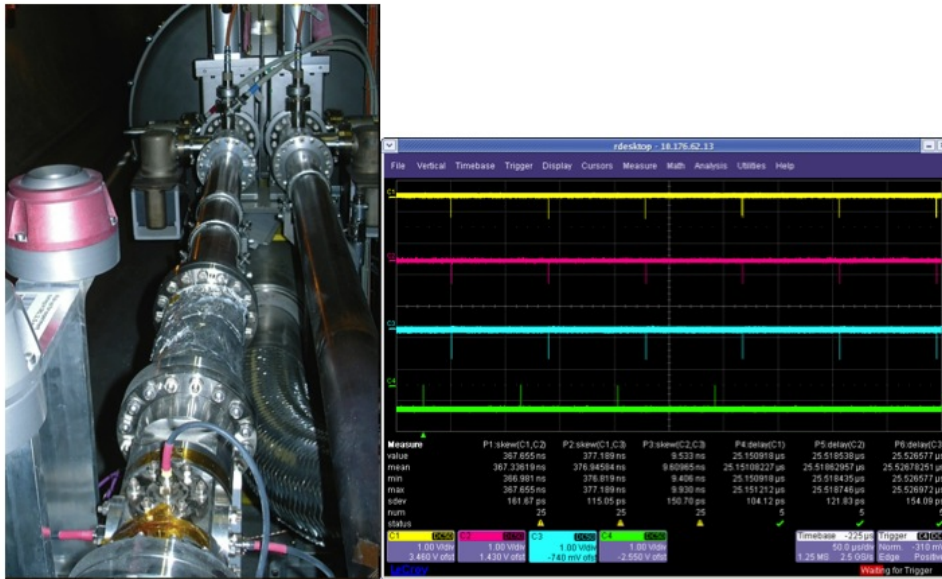 rdesktop - 10.176.62.13
File Vertical Timebase Trigger Display Cursors Measure Math Analysis Utilities Help
C1
C2
C3
C4
Measure P1:skew(C1,C2) P2:skew(C1,C3) P3:skew(C2,C3) P4:delay(C1) P5:delay(C2) P6:delay(C3)
value 367.655 ns 377.189 ns 9.533 ns 25.150918 µs 25.518538 µs 25.526577 µs
mean 367.33619 ns 376.94584 ns 9.60965 ns 25.15108227 µs 25.51862957 µs 25.52678251 µs
min 366.981 ns 376.819 ns 9.406 ns 25.150918 µs 25.518435 µs 25.526577 µs
max 367.655 ns 377.189 ns 9.930 ns 25.151212 µs 25.518746 µs 25.526972 µs
sdev 161.67 ps 115.05 ps 150.70 ps 104.12 ps 121.83 ps 154.09 ps
num 25 25 25 5 5 5
status
C1 DC50 C2 DC50 C3 DC50 C4 DC50 Timebase -225 µs Trigger C4 DC
1.00 V/div 1.00 V/div 1.00 V/div 1.00 V/div 50.0 µs/div Norm. -310 mV
3.460 V ofst 1.430 V ofst -740 mV ofst -2.550 V ofst 1.25 MS 2.5 GS/s Edge Positive
LeCroy Waiting for Trigger